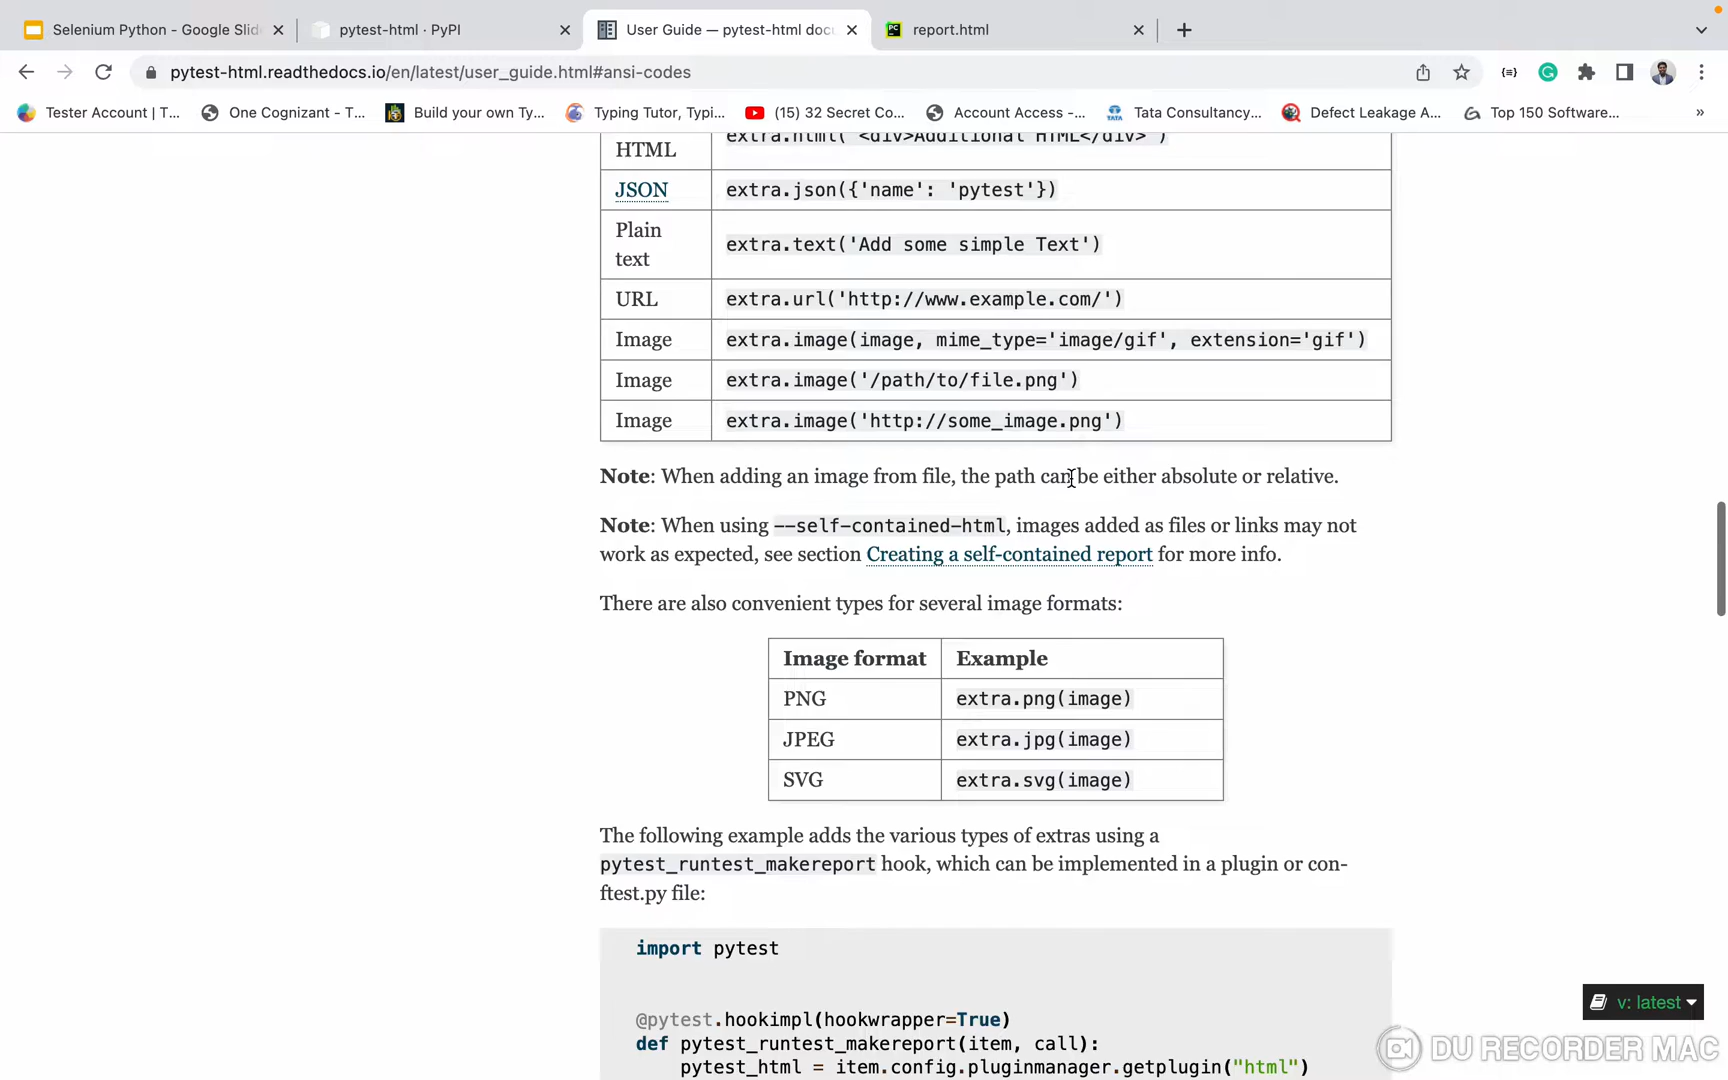 Selenium Python - Google Slid
pytest-html · PyPI
User Guide — pytest-html docu
report.html
pytest-html.readthedocs.io/en/latest/user_guide.html#ansi-codes
Tester Account | T...
One Cognizant - T...
Build your own Ty...
Typing Tutor, Typi...
(15) 32 Secret Co...
Account Access -...
TATA
Tata Consultancy...
Defect Leakage A...
Top 150 Software...
HTML extra.html('<div>Additional HTML</div>')
JSON extra.json({'name': 'pytest'})
Plain
text
extra.text('Add some simple Text')
URL extra.url('http://www.example.com/')
Image extra.image(image, mime_type='image/gif', extension='gif')
Image extra.image('/path/to/file.png')
Image extra.image('http://some_image.png')
Note: When adding an image from file, the path can be either absolute or relative.
Note: When using --self-contained-html, images added as files or links may not
work as expected, see section Creating a self-contained report for more info.
There are also convenient types for several image formats:
Image format Example
PNG extra.png(image)
JPEG extra.jpg(image)
SVG extra.svg(image)
The following example adds the various types of extras using a
pytest_runtest_makereport hook, which can be implemented in a plugin or con-
ftest.py file:
import pytest
@pytest.hookimpl(hookwrapper=True)
def pytest_runtest_makereport(item, call):
pytest_html = item.config.pluginmanager.getplugin("html")
v: latest
DU RECORDER MAC